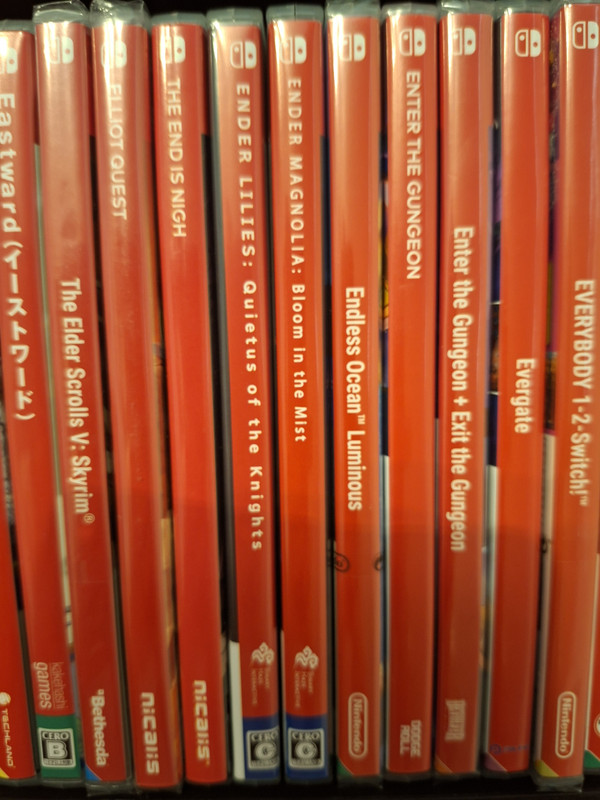 Eastward (イーストワード)
TECHLAND
The Elder Scrolls V: Skyrim®
kakehashi
games
CERO
B
Bethesda
ELLIOT QUEST
nicalis
THE END IS NIGH
nicalis
ENDER LILIES: Quietus of the Knights
CERO
C
ENDER MAGNOLIA: Bloom in the Mist
CERO
C
Endless Ocean™ Luminous
Nintendo
ENTER THE GUNGEON
DODGE
ROLL
Enter the Gungeon + Exit the Gungeon
Evergate
EVERYBODY 1-2-Switch!™
Nintendo